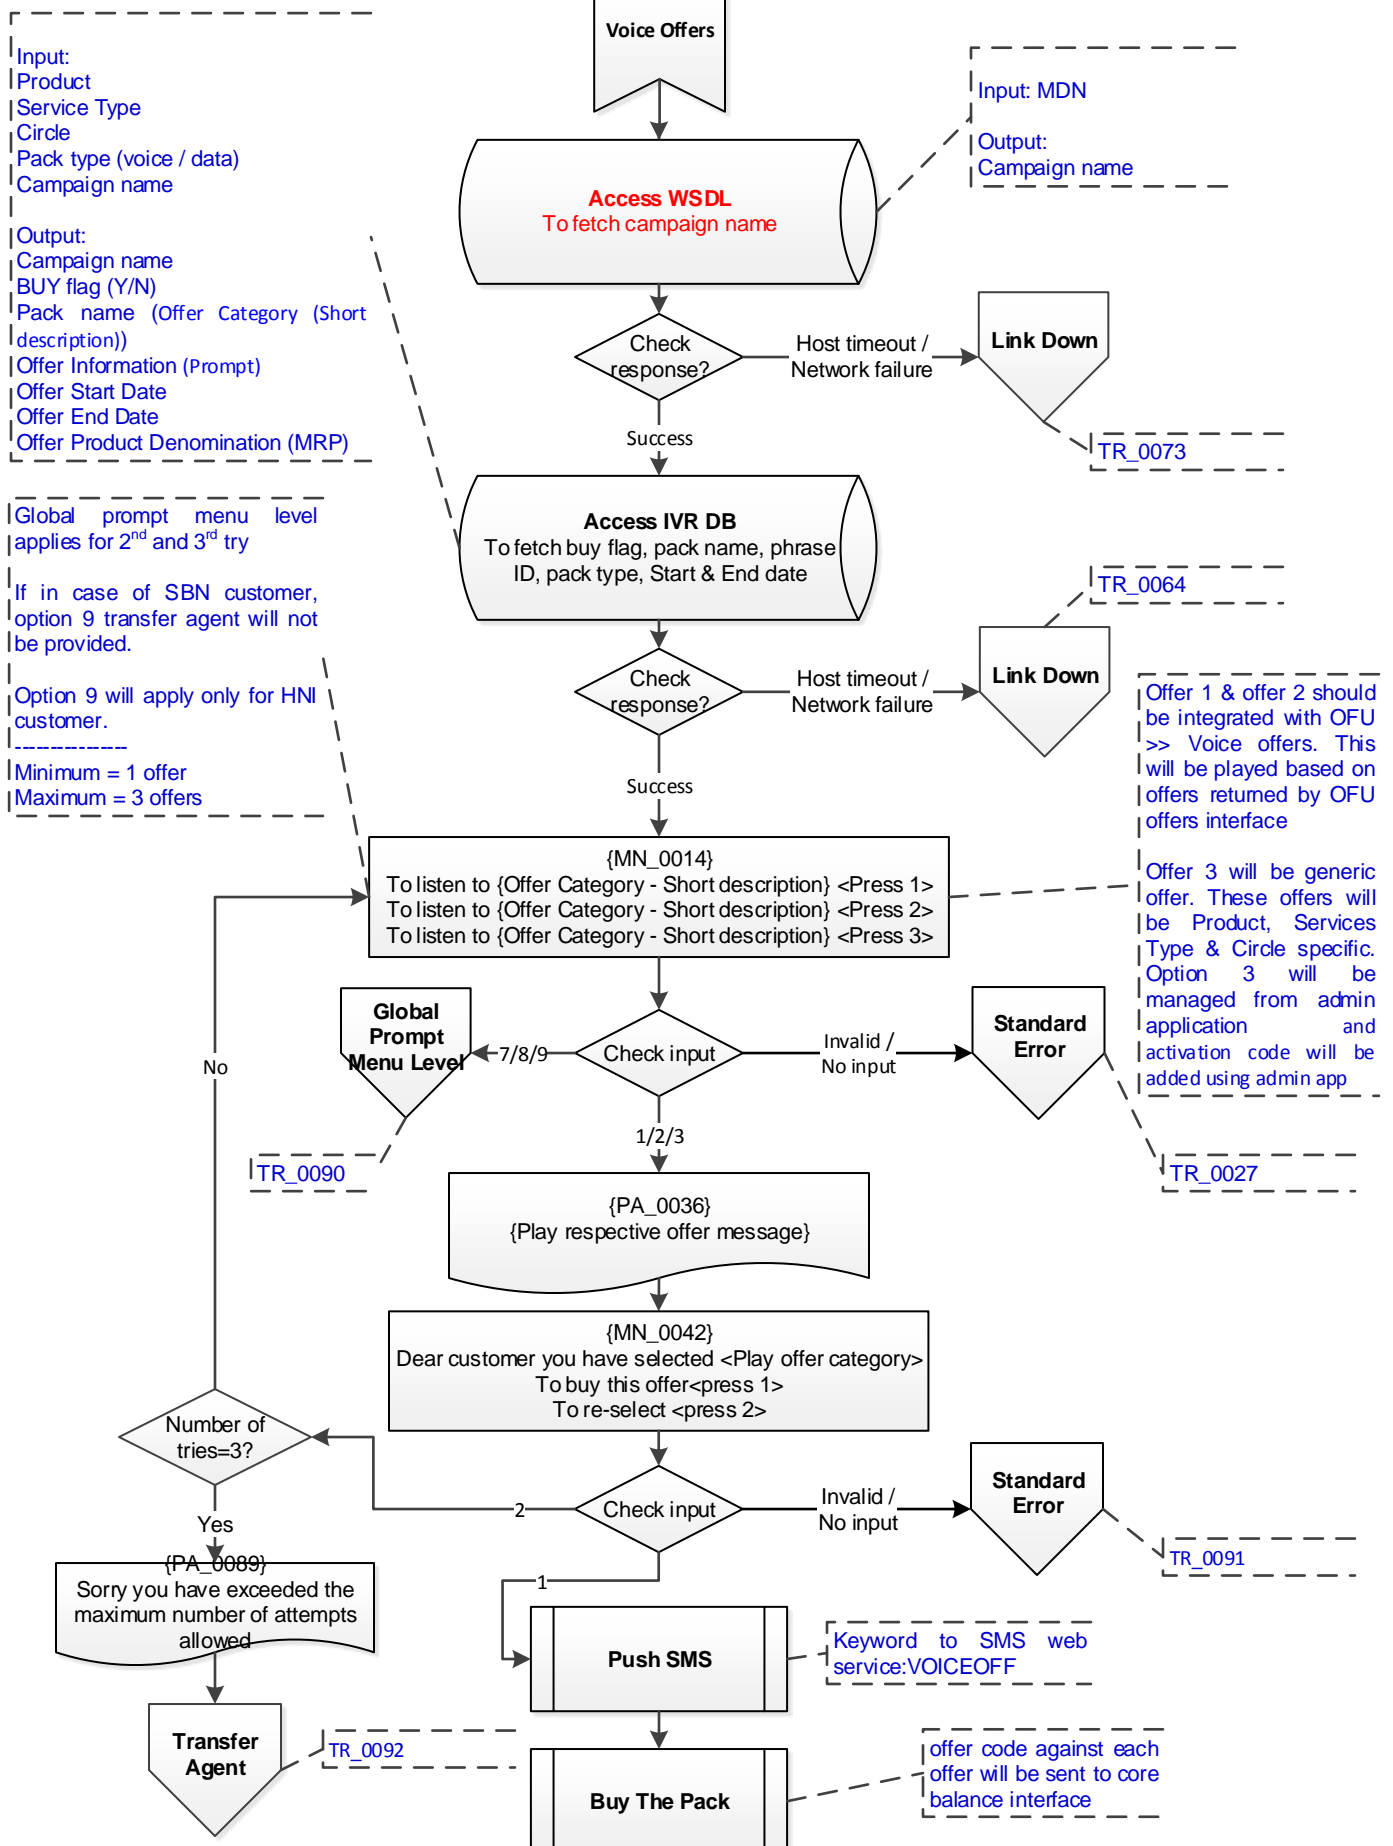 Voice Offers
Input:
Product
Service Type
Circle
Pack type (voice / data)
Campaign name
Output:
Campaign name
BUY flag (Y/N)
Pack name (Offer Category (Short
description))
Offer Information (Prompt)
Offer Start Date
Offer End Date
Offer Product Denomination (MRP)
Input: MDN
Output:
Campaign name
Access WSDL
To fetch campaign name
Check
response?
Host timeout /
Network failure
Link Down
TR_0073
Success
Access IVR DB
To fetch buy flag, pack name, phrase
ID, pack type, Start & End date
Global prompt menu level
applies for 2nd and 3rd try
If in case of SBN customer,
option 9 transfer agent will not
be provided.
Option 9 will apply only for HNI
customer.
----------------
Minimum = 1 offer
Maximum = 3 offers
TR_0064
Check
response?
Host timeout /
Network failure
Link Down
Success
Offer 1 & offer 2 should
be integrated with OFU
>> Voice offers. This
will be played based on
offers returned by OFU
offers interface
Offer 3 will be generic
offer. These offers will
be Product, Services
Type & Circle specific.
Option 3 will be
managed from admin
application and
activation code will be
added using admin app
{MN_0014}
To listen to {Offer Category - Short description} <Press 1>
To listen to {Offer Category - Short description} <Press 2>
To listen to {Offer Category - Short description} <Press 3>
Global
Prompt
Menu Level
7/8/9
Check input
Invalid /
No input
Standard
Error
No
1/2/3
TR_0090
TR_0027
{PA_0036}
{Play respective offer message}
{MN_0042}
Dear customer you have selected <Play offer category>
To buy this offer<press 1>
To re-select <press 2>
Number of
tries=3?
2
Check input
Invalid /
No input
Standard
Error
Yes
TR_0091
{PA_0089}
Sorry you have exceeded the
maximum number of attempts
allowed
1
Push SMS
Keyword to SMS web
service:VOICEOFF
Transfer
Agent
TR_0092
Buy The Pack
offer code against each
offer will be sent to core
balance interface